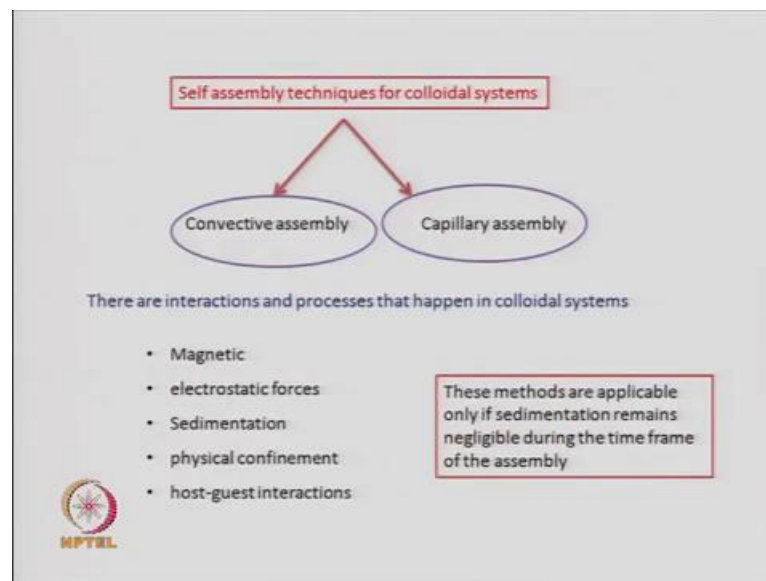 Self assembly techniques for colloidal systems
Convective assembly
Capillary assembly
There are interactions and processes that happen in colloidal systems
• Magnetic
• electrostatic forces
• Sedimentation
• physical confinement
• host-guest interactions
These methods are applicable
only if sedimentation remains
negligible during the time frame
of the assembly
NPTEL